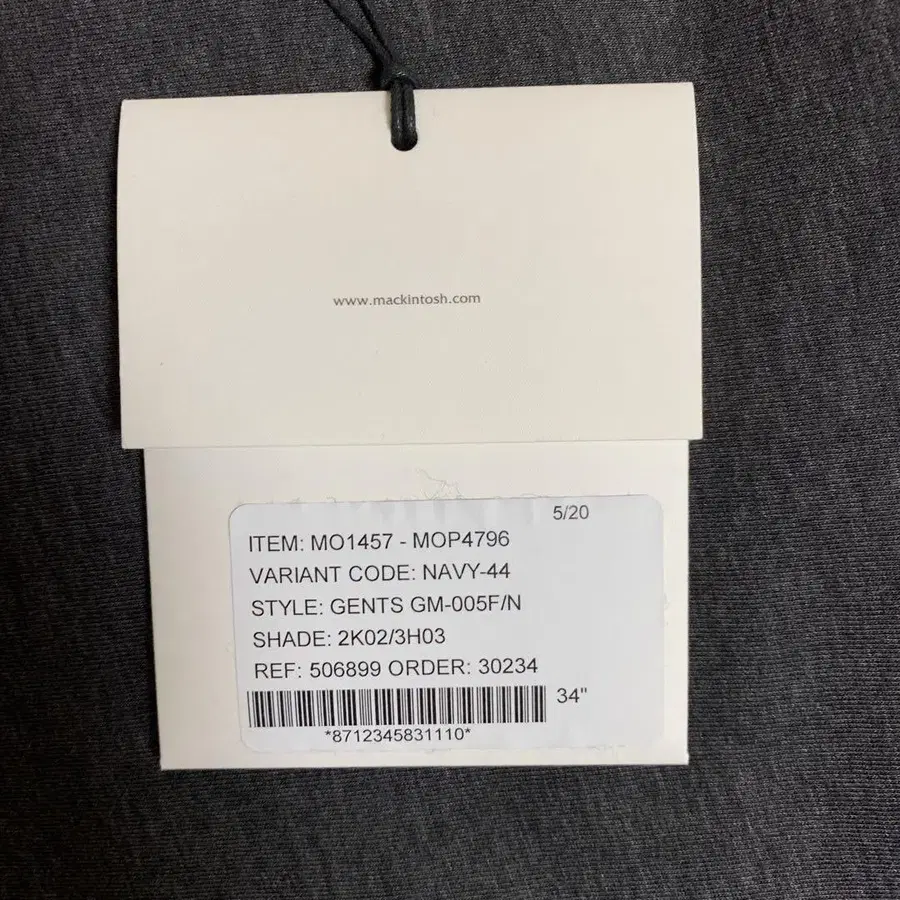 www.mackintosh.com
5/20
ITEM: MO1457 - MOP4796
VARIANT CODE: NAVY-44
STYLE: GENTS GM-005F/N
SHADE: 2K02/3H03
REF: 506899 ORDER: 30234
34"
*8712345831110*